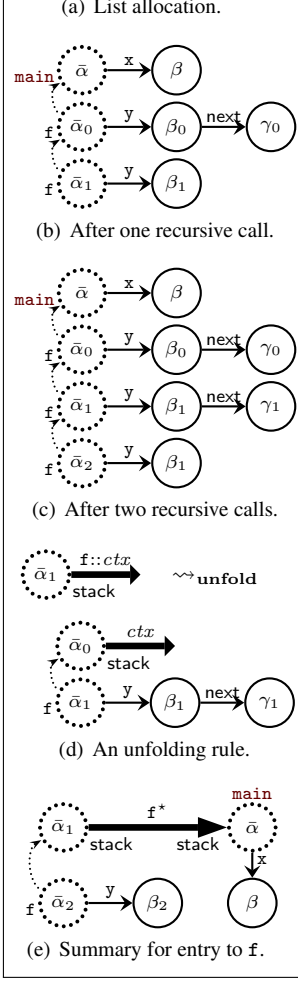 (a) List allocation.
main ᾱ x β
f ᾱ₀ y β₀ next γ₀
f ᾱ₁ y β₁
(b) After one recursive call.
main ᾱ x β
f ᾱ₀ y β₀ next γ₀
f ᾱ₁ y β₁ next γ₁
f ᾱ₂ y β₁
(c) After two recursive calls.
ᾱ₁ f::ctx stack ⇝unfold
ᾱ₀ ctx stack
f ᾱ₁ y β₁ next γ₁
(d) An unfolding rule.
main
ᾱ₁ stack f* stack ᾱ
x
f ᾱ₂ y β₂ β
(e) Summary for entry to f.